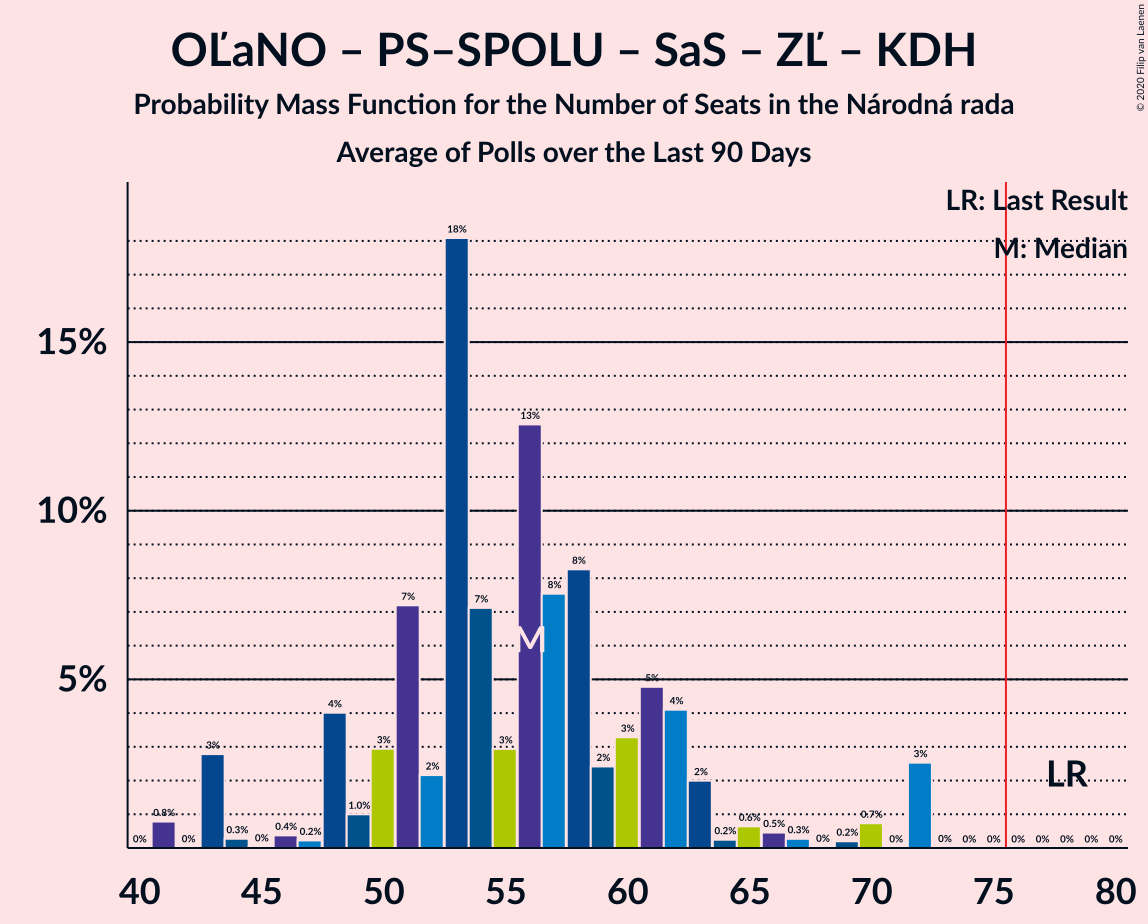 OĽaNO – PS–SPOLU – SaS – ZĽ – KDH
Probability Mass Function for the Number of Seats in the Národná rada
Average of Polls over the Last 90 Days
© 2020 Filip van Laenen
LR: Last Result
M: Median
15%
10%
5%
0% 0.8% 0% 3% 0.3% 0% 0.4% 0.2% 4% 1.0% 3% 7% 2% 18% 7% 3% 13% 8% 8% 2% 3% 5% 4% 2% 0.2% 0.6% 0.5% 0.3% 0% 0.2% 0.7% 0% 3% 0% 0% 0% 0% 0% 0% 0% 0%
M
LR
40 45 50 55 60 65 70 75 80